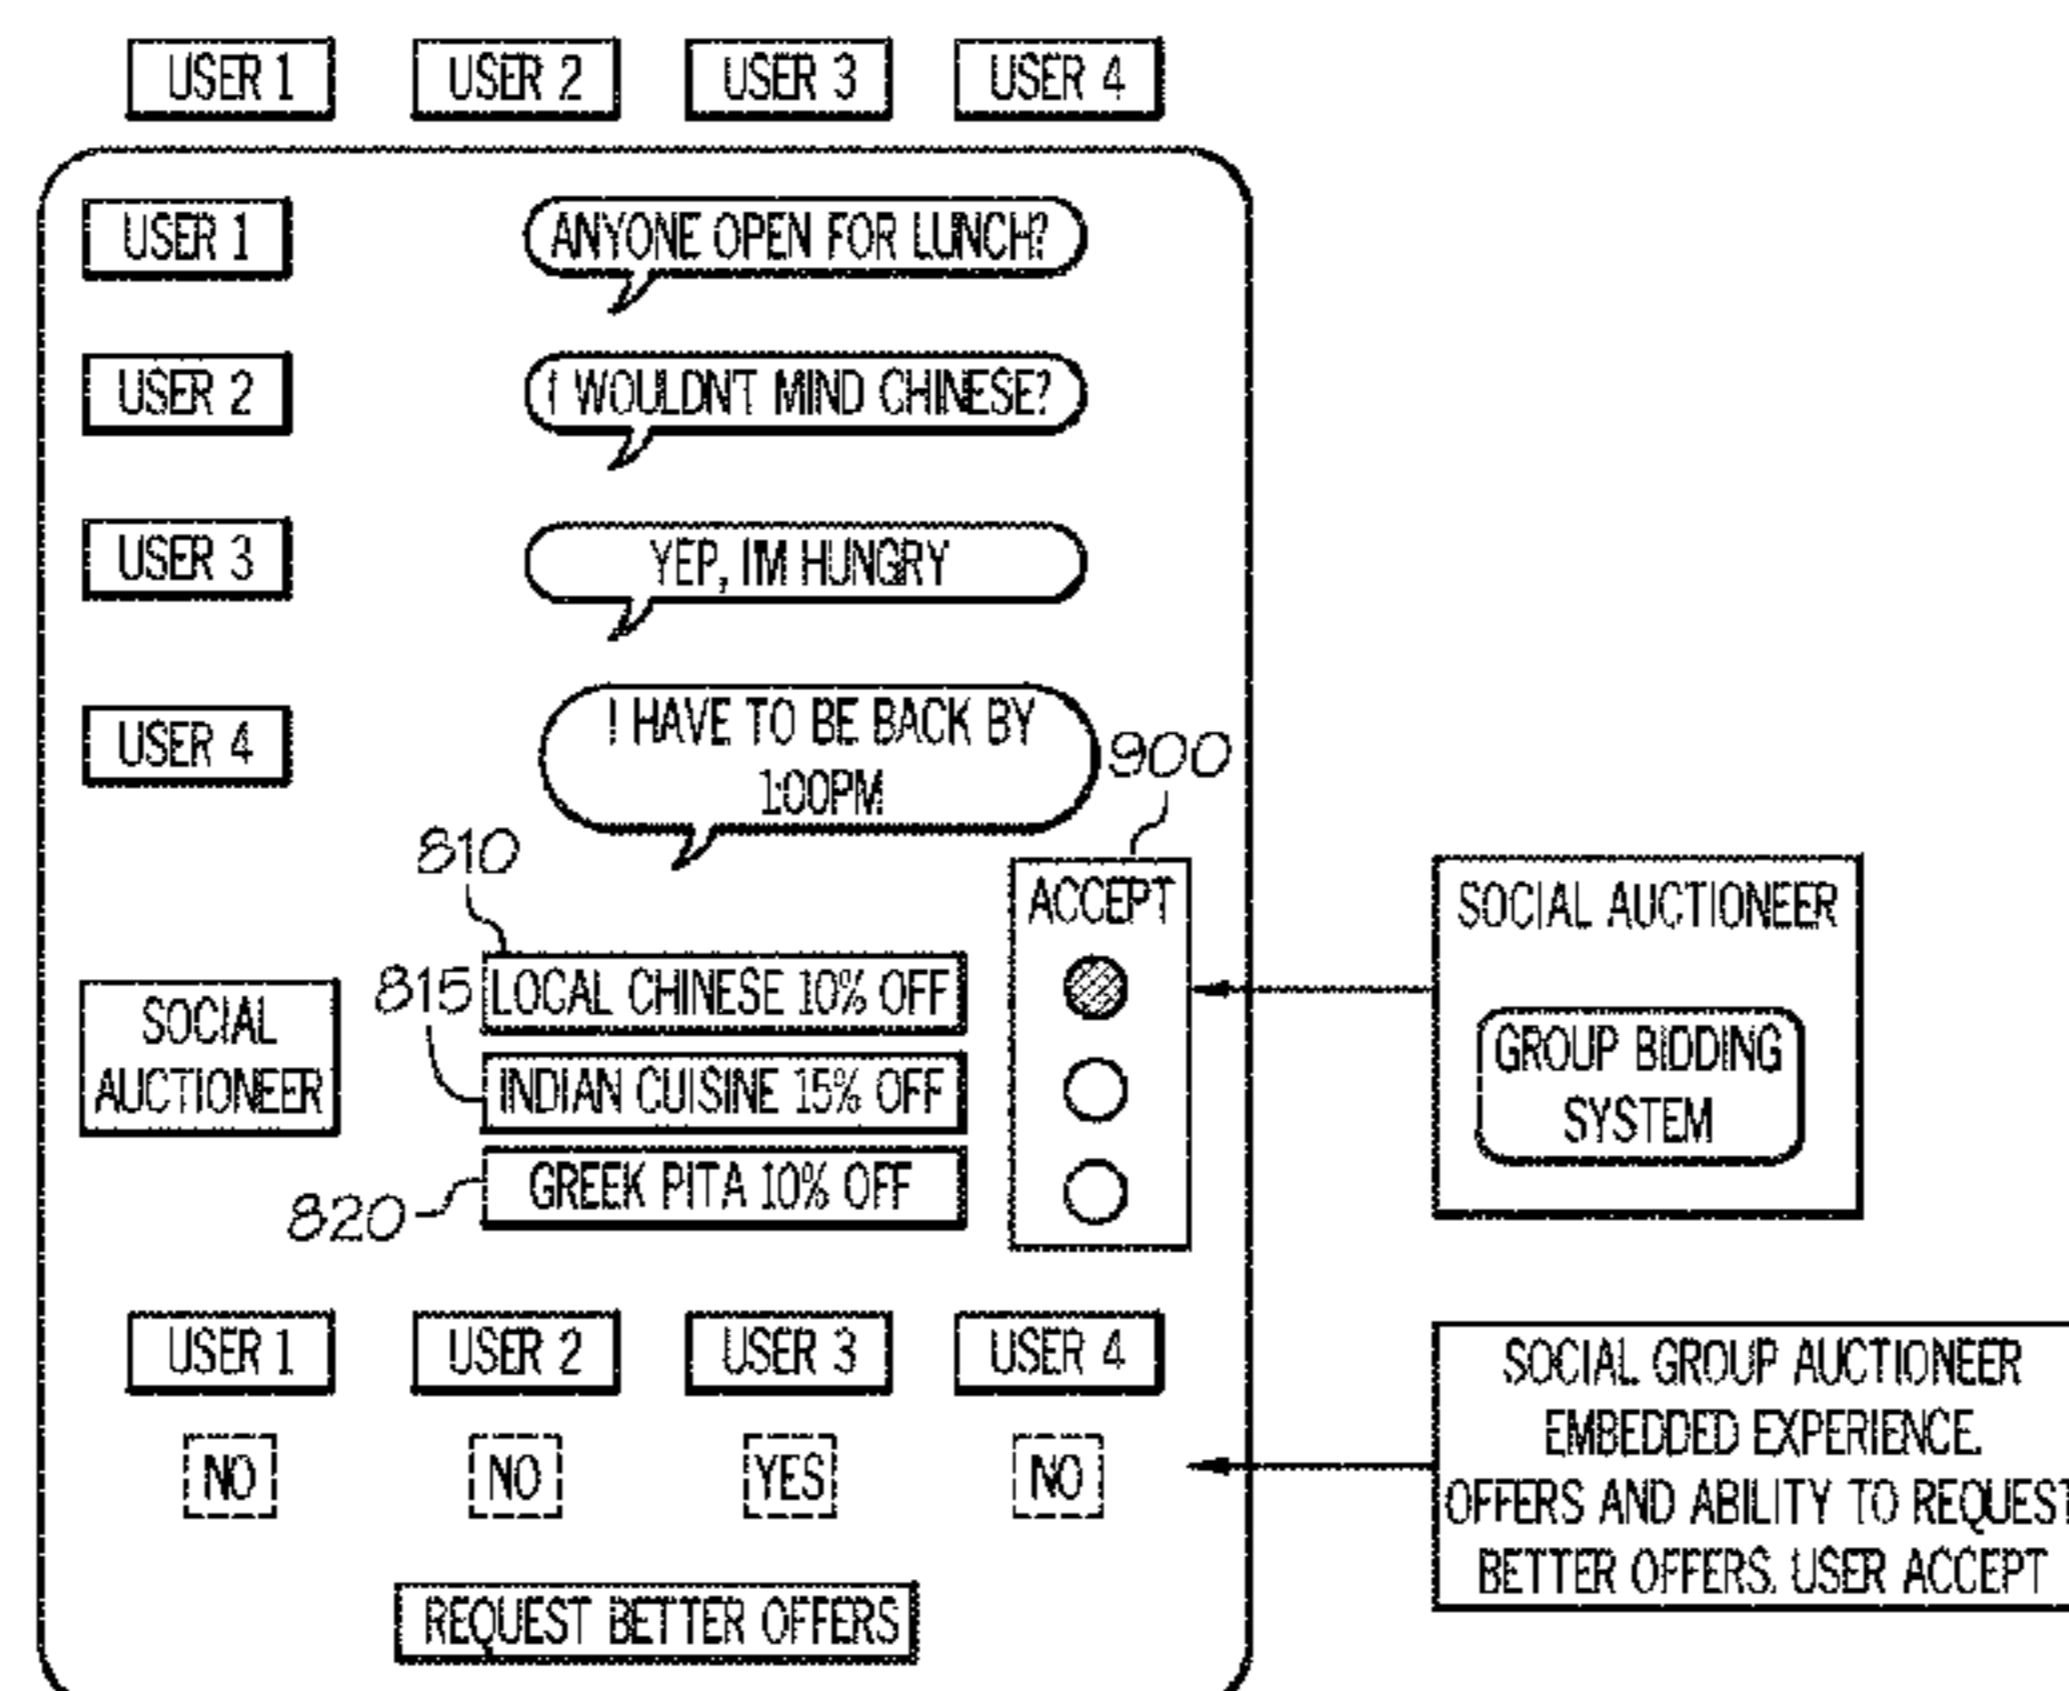 USER 1 USER 2 USER 3 USER 4
USER 1 ANYONE OPEN FOR LUNCH?
USER 2 I WOULDN'T MIND CHINESE?
USER 3 YEP, I'M HUNGRY
USER 4 I HAVE TO BE BACK BY
1:00PM
900
810
ACCEPT
815 LOCAL CHINESE 10% OFF
SOCIAL
AUCTIONEER
INDIAN CUISINE 15% OFF
GREEK PITA 10% OFF
820
SOCIAL AUCTIONEER
GROUP BIDDING
SYSTEM
USER 1 USER 2 USER 3 USER 4
NO NO YES NO
REQUEST BETTER OFFERS
SOCIAL GROUP AUCTIONEER
EMBEDDED EXPERIENCE.
OFFERS AND ABILITY TO REQUEST
BETTER OFFERS. USER ACCEPT